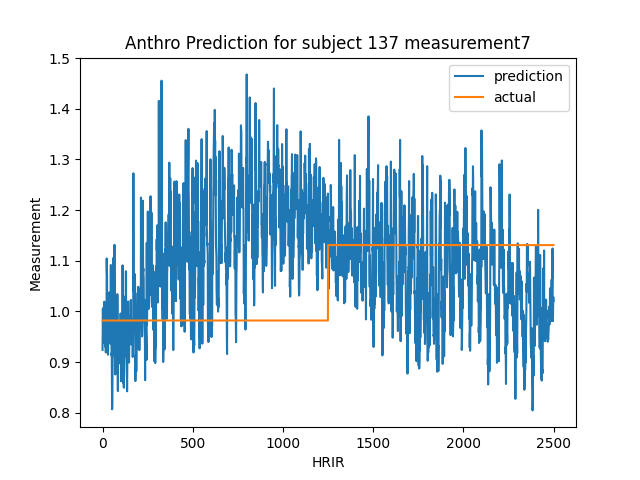 Anthro Prediction for subject 137 measurement7
prediction
actual
Measurement
1.5
1.4
1.3
1.2
1.1
1.0
0.9
0.8
0
500
1000
1500
2000
2500
HRIR